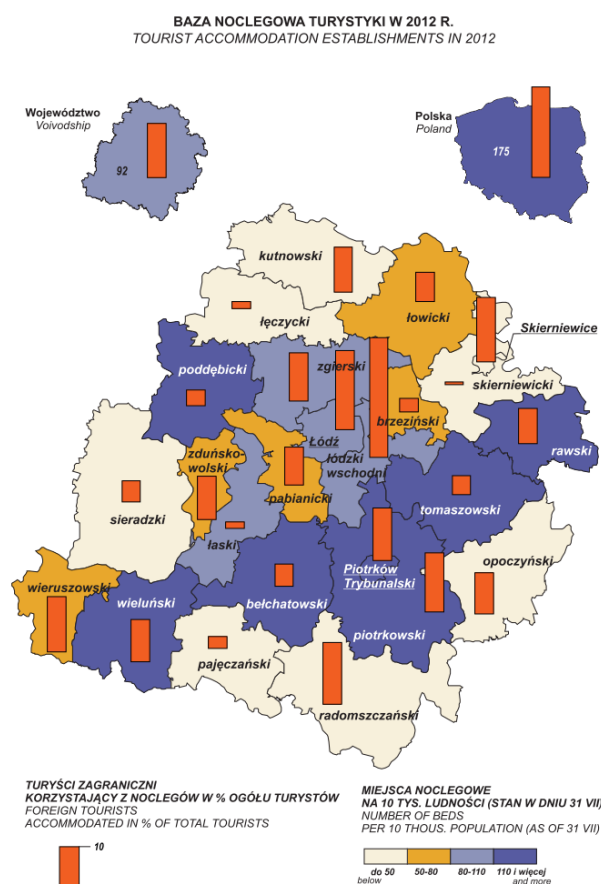 BAZA NOCLEGOWA TURYSTYKI W 2012 R.
TOURIST ACCOMMODATION ESTABLISHMENTS IN 2012
Województwo
Voivodship
92
Polska
Poland
175
kutnowski
łęczycki
łowicki
Skierniewice
skierniewicki
poddębicki
zgierski
brzeziński
rawski
zduńsko-
wolski
Łódź
łódzki
wschodni
pabianicki
sieradzki
tomaszowski
łaski
opoczyński
wieruszowski
wieluński
bełchatowski
Piotrków
Trybunalski
piotrkowski
pajęczański
radomszczański
TURYŚCI ZAGRANICZNI
KORZYSTAJĄCY Z NOCLEGÓW W % OGÓŁU TURYSTÓW
FOREIGN TOURISTS
ACCOMMODATED IN % OF TOTAL TOURISTS
10
MIEJSCA NOCLEGOWE
NA 10 TYS. LUDNOŚCI (STAN W DNIU 31 VII)
NUMBER OF BEDS
PER 10 THOUS. POPULATION (AS OF 31 VII)
do 50 50-80 80-110 110 i więcej
below and more